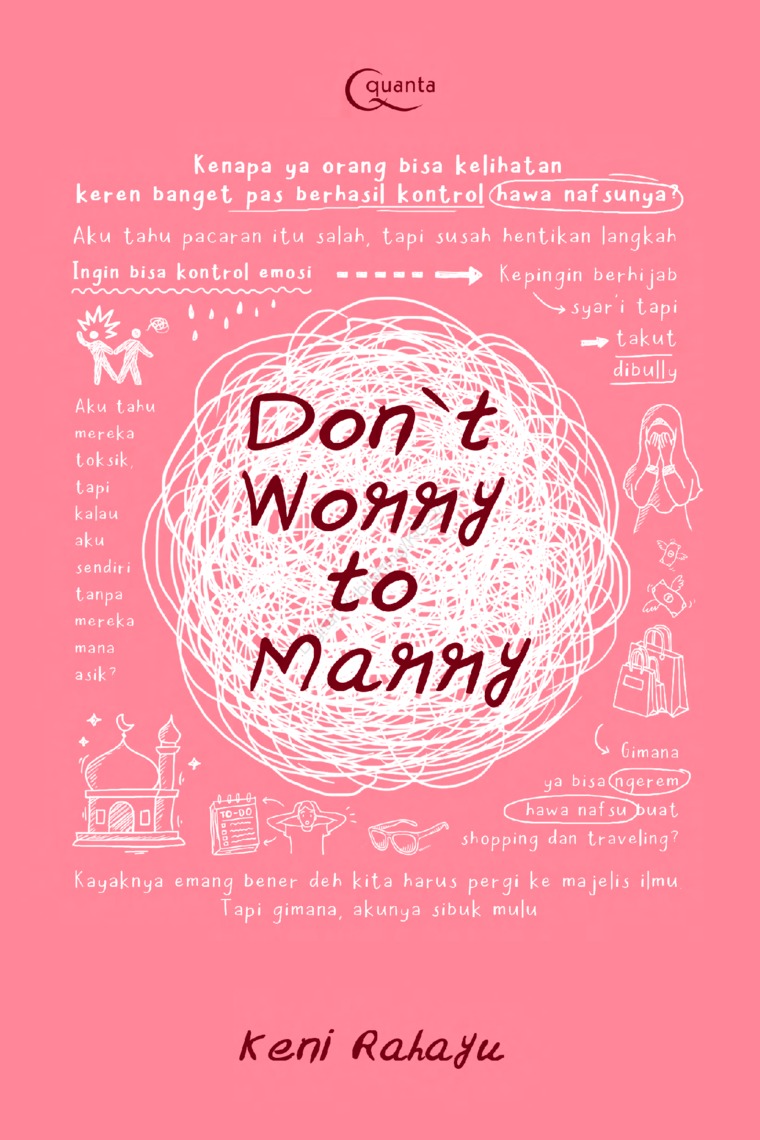 quanta
Kenapa ya orang bisa kelihatan
keren banget pas berhasil kontrol hawa nafsunya?
Aku tahu pacaran itu salah, tapi susah hentikan langkah
Ingin bisa kontrol emosi
Kepingin berhijab
syar'i tapi
takut
dibully
Aku tahu
mereka
toksik,
tapi
kalau
aku
sendiri
tanpa
mereka
mana
asik?
Don`t
Worry
to
Marry
Gimana
ya bisa ngerem
hawa nafsu buat
shopping dan traveling?
TO-DO
Kayaknya emang bener deh kita harus pergi ke majelis ilmu
Tapi gimana, akunya sibuk mulu
Keni Rahayu